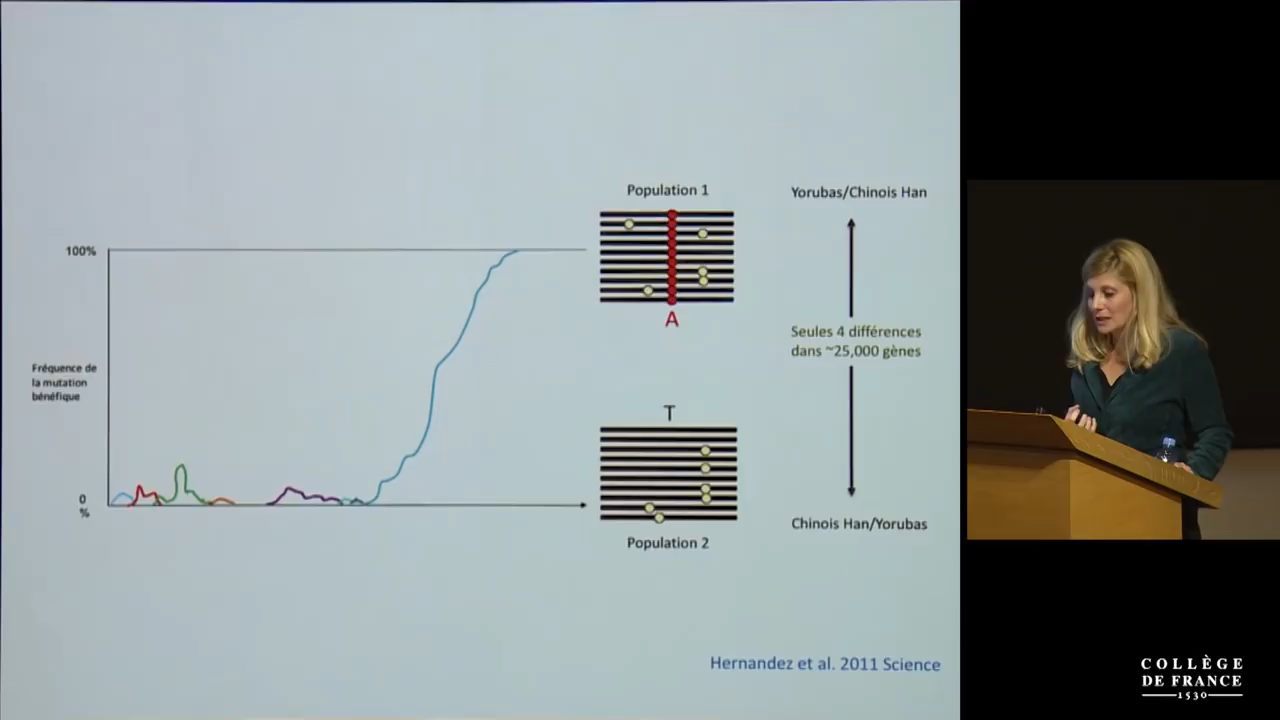 Population 1
Yorubas/Chinois Han
100%
A
Seules 4 différences
dans ~25,000 gènes
Fréquence de
la mutation
bénéfique
T
0
%
Population 2
Chinois Han/Yorubas
Hernandez et al. 2011 Science
COLLÈGE
DE FRANCE
1530